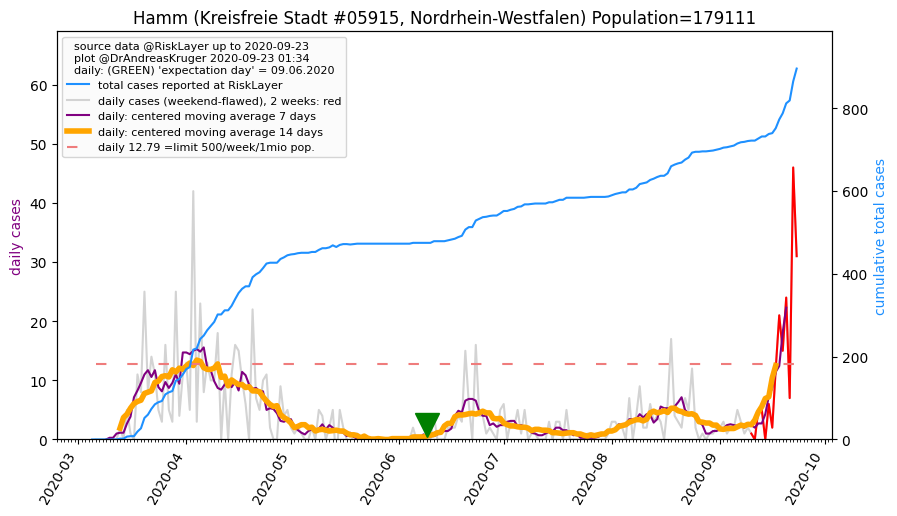 Hamm (Kreisfreie Stadt #05915, Nordrhein-Westfalen) Population=179111
source data @RiskLayer up to 2020-09-23
plot @DrAndreasKruger 2020-09-23 01:34
daily: (GREEN) 'expectation day' = 09.06.2020
total cases reported at RiskLayer
daily cases (weekend-flawed), 2 weeks: red
daily: centered moving average 7 days
daily: centered moving average 14 days
daily 12.79 =limit 500/week/1mio pop.
daily cases
60
50
40
30
20
10
0
cumulative total cases
800
600
400
200
0
2020-03
2020-04
2020-05
2020-06
2020-07
2020-08
2020-09
2020-10